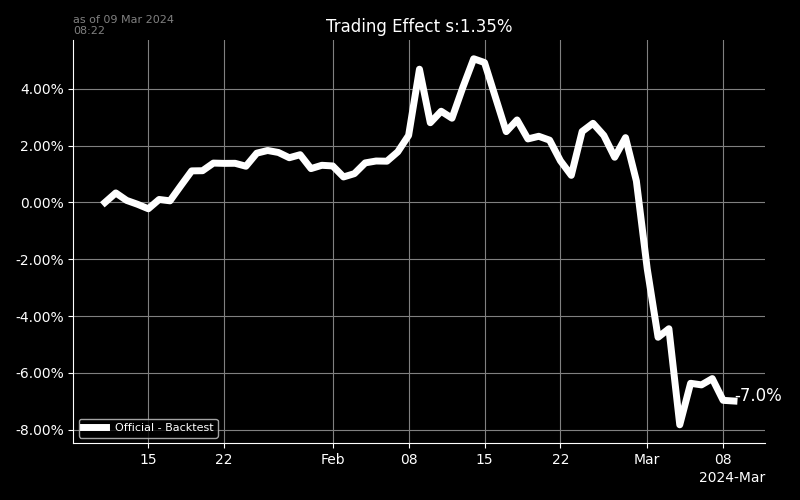 as of 09 Mar 2024
08:22
Trading Effect s:1.35%
4.00%
2.00%
0.00%
-2.00%
-4.00%
-6.00%
-8.00%
-7.0%
Official - Backtest
15 22 Feb 08 15 22 Mar 08
2024-Mar